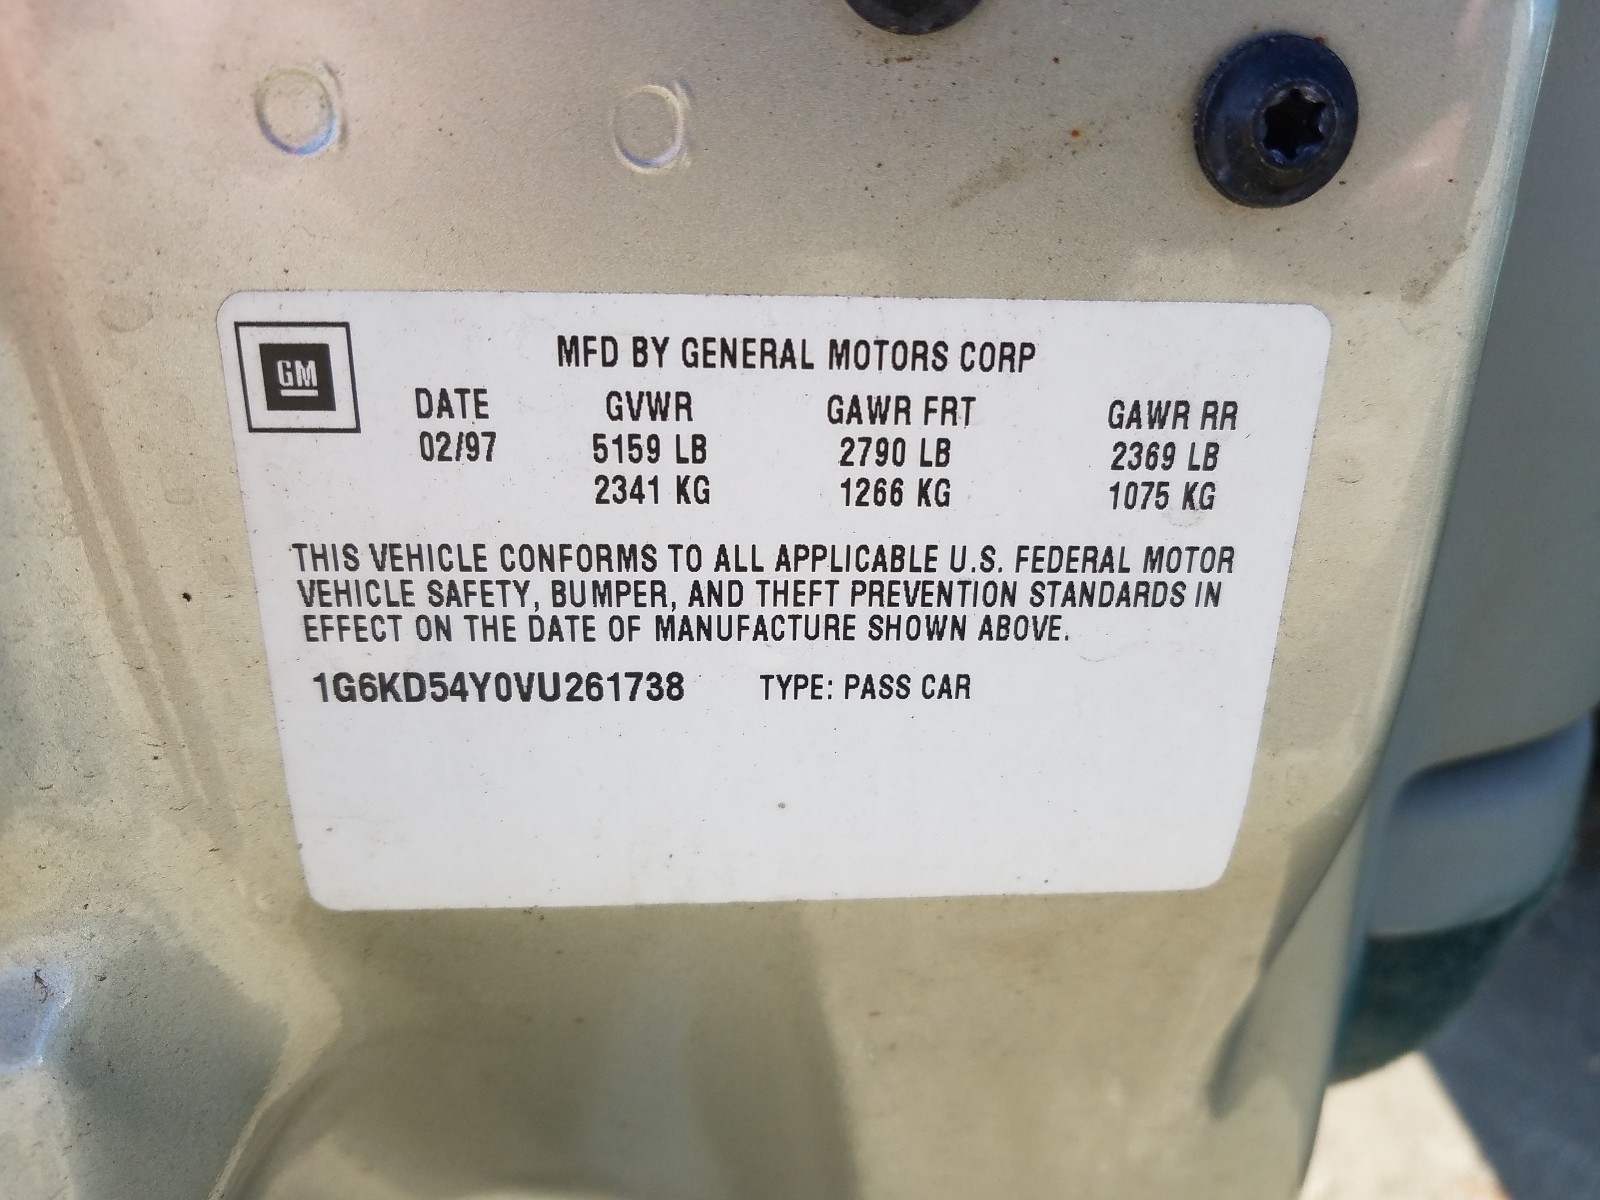 GM
MFD BY GENERAL MOTORS CORP
DATE GVWR GAWR FRT GAWR RR
02/97 5159 LB 2790 LB 2369 LB
2341 KG 1266 KG 1075 KG
THIS VEHICLE CONFORMS TO ALL APPLICABLE U.S. FEDERAL MOTOR
VEHICLE SAFETY, BUMPER, AND THEFT PREVENTION STANDARDS IN
EFFECT ON THE DATE OF MANUFACTURE SHOWN ABOVE.
1G6KD54Y0VU261738 TYPE: PASS CAR